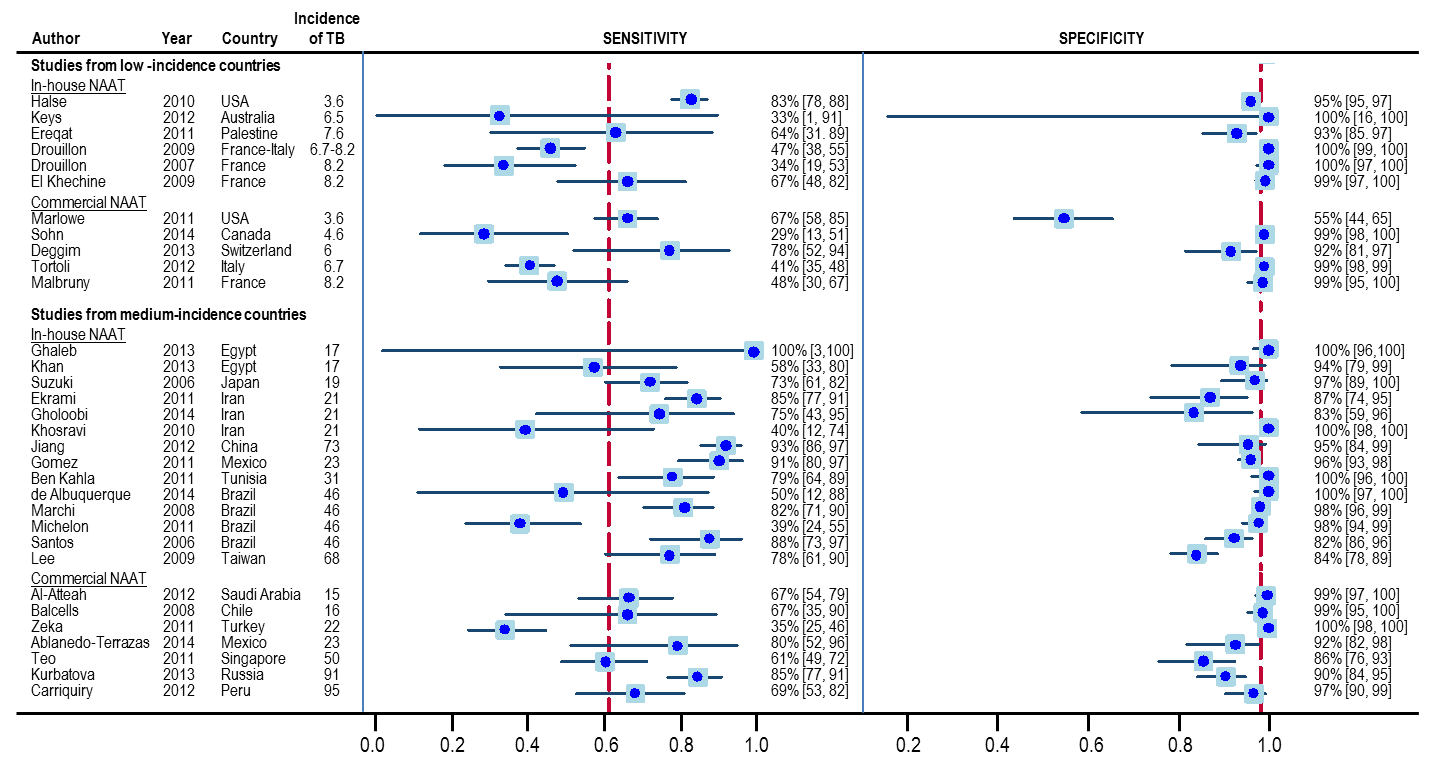 Incidence
Author Year Country of TB SENSITIVITY SPECIFICITY
Studies from low -incidence countries
In-house NAAT
Halse 2010 USA 3.6 83% [78, 88] 95% [95, 97]
Keys 2012 Australia 6.5 33% [1, 91] 100% [16, 100]
Ereqat 2011 Palestine 7.6 64% [31. 89] 93% [85. 97]
Drouillon 2009 France-Italy 6.7-8.2 47% [38, 55] 100% [99, 100]
Drouillon 2007 France 8.2 34% [19, 53] 100% [97, 100]
El Khechine 2009 France 8.2 67% [48, 82] 99% [97, 100]
Commercial NAAT
Marlowe 2011 USA 3.6 67% [58, 85] 55% [44, 65]
Sohn 2014 Canada 4.6 29% [13, 51] 99% [98, 100]
Deggim 2013 Switzerland 6 78% [52, 94] 92% [81, 97]
Tortoli 2012 Italy 6.7 41% [35, 48] 99% [98, 99]
Malbruny 2011 France 8.2 48% [30, 67] 99% [95, 100]
Studies from medium-incidence countries
In-house NAAT
Ghaleb 2013 Egypt 17 100% [3,100] 100% [96,100]
Khan 2013 Egypt 17 58% [33, 80] 94% [79, 99]
Suzuki 2006 Japan 19 73% [61, 82] 97% [89, 100]
Ekrami 2011 Iran 21 85% [77, 91] 87% [74, 95]
Gholoobi 2014 Iran 21 75% [43, 95] 83% [59, 96]
Khosravi 2010 Iran 21 40% [12, 74] 100% [98, 100]
Jiang 2012 China 73 93% [86, 97] 95% [84, 99]
Gomez 2011 Mexico 23 91% [80, 97] 96% [93, 98]
Ben Kahla 2011 Tunisia 31 79% [64, 89] 100% [96, 100]
de Albuquerque 2014 Brazil 46 50% [12, 88] 100% [97, 100]
Marchi 2008 Brazil 46 82% [71, 90] 98% [96, 99]
Michelon 2011 Brazil 46 39% [24, 55] 98% [94, 99]
Santos 2006 Brazil 46 88% [73, 97] 82% [86, 96]
Lee 2009 Taiwan 68 78% [61, 90] 84% [78, 89]
Commercial NAAT
Al-Atteah 2012 Saudi Arabia 15 67% [54, 79] 99% [97, 100]
Balcells 2008 Chile 16 67% [35, 90] 99% [95, 100]
Zeka 2011 Turkey 22 35% [25, 46] 100% [98, 100]
Ablanedo-Terrazas 2014 Mexico 23 80% [52, 96] 92% [82, 98]
Teo 2011 Singapore 50 61% [49, 72] 86% [76, 93]
Kurbatova 2013 Russia 91 85% [77, 91] 90% [84, 95]
Carriquiry 2012 Peru 95 69% [53, 82] 97% [90, 99]
0.0 0.2 0.4 0.6 0.8 1.0 0.2 0.4 0.6 0.8 1.0